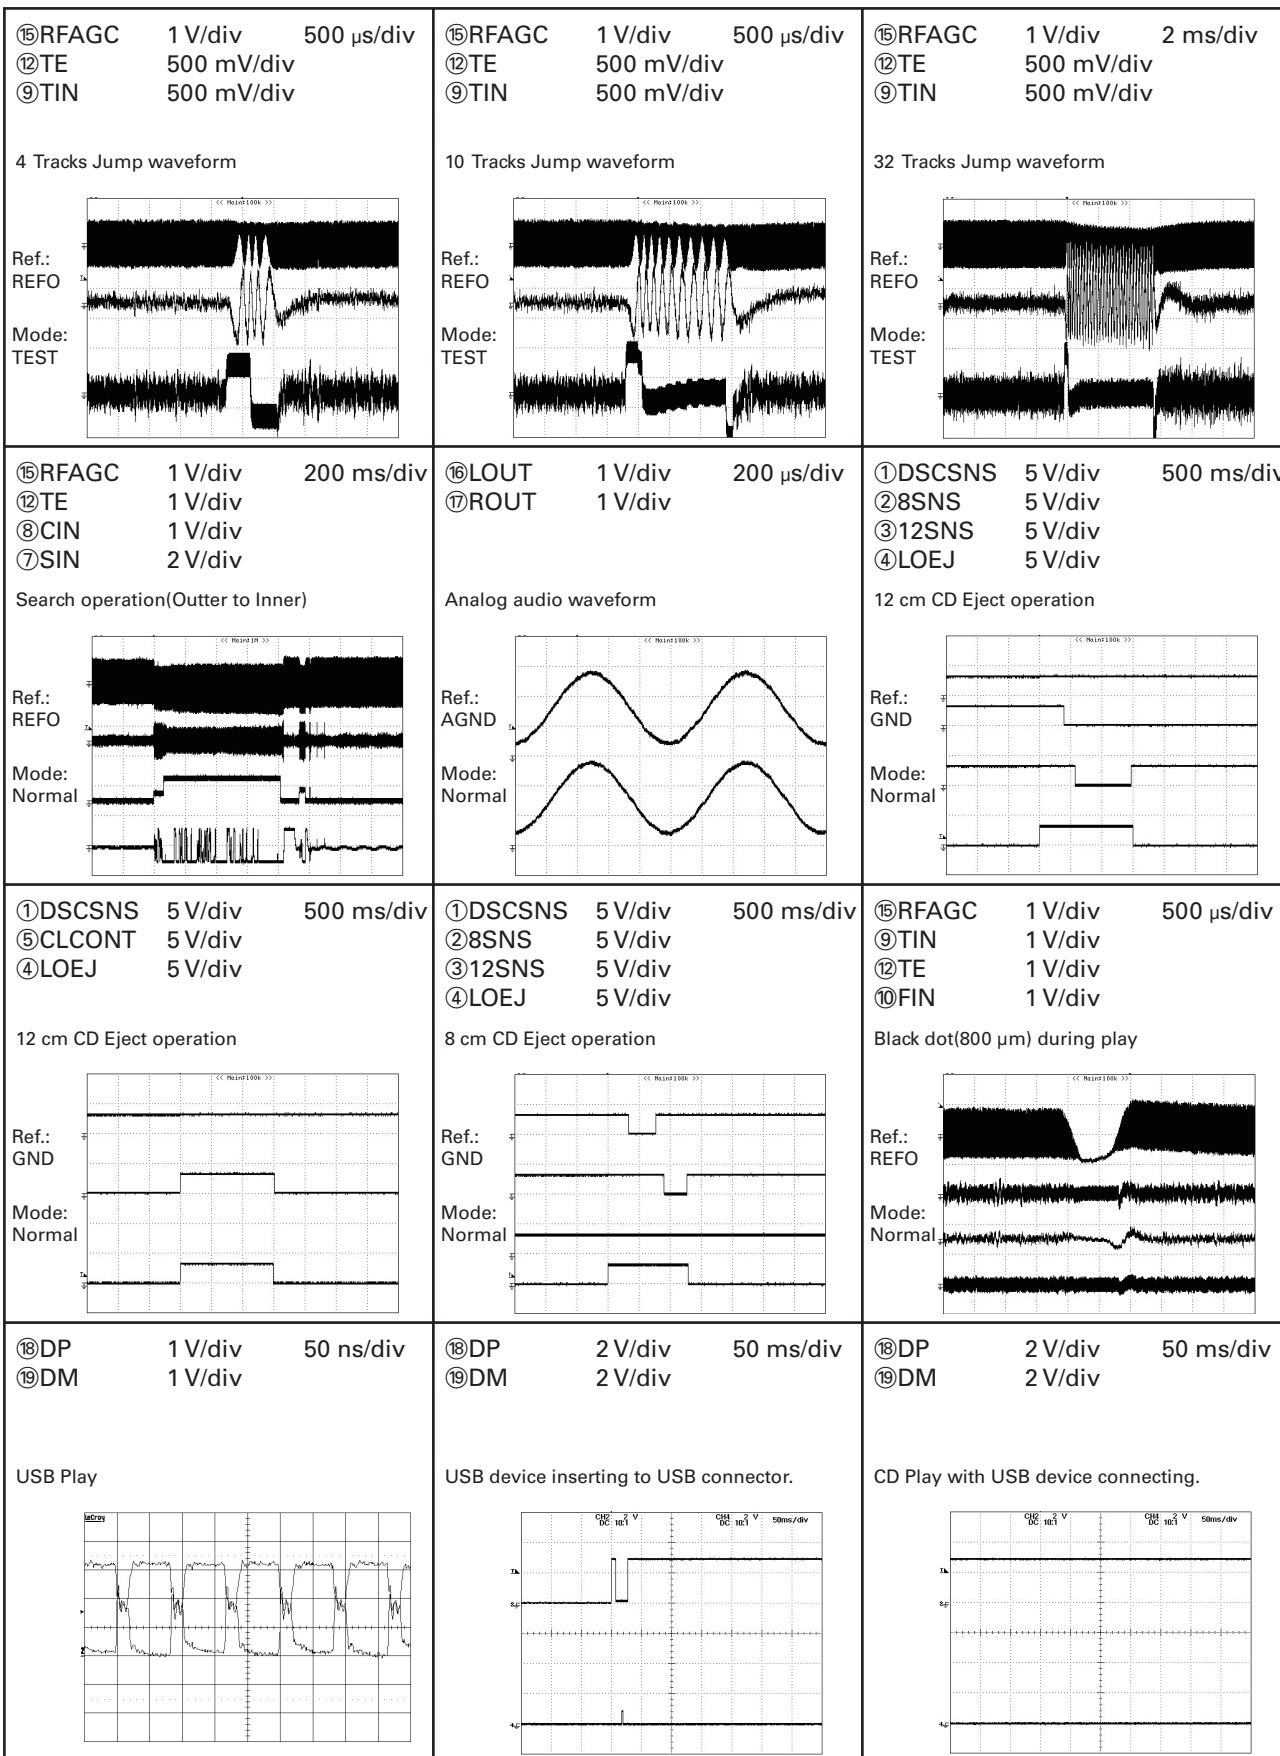 ⑮RFAGC 1 V/div 500 µs/div
⑫TE 500 mV/div
⑨TIN 500 mV/div
4 Tracks Jump waveform
<< Main:100k >>
Ref.:
REFO
Mode:
TEST
⑮RFAGC 1 V/div 500 µs/div
⑫TE 500 mV/div
⑨TIN 500 mV/div
10 Tracks Jump waveform
<< Main:100k >>
Ref.:
REFO
Mode:
TEST
⑮RFAGC 1 V/div 2 ms/div
⑫TE 500 mV/div
⑨TIN 500 mV/div
32 Tracks Jump waveform
<< Main:100k >>
Ref.:
REFO
Mode:
TEST
⑮RFAGC 1 V/div 200 ms/div
⑫TE 1 V/div
⑧CIN 1 V/div
⑦SIN 2 V/div
Search operation(Outter to Inner)
<< Main:1M >>
Ref.:
REFO
Mode:
Normal
⑯LOUT 1 V/div 200 µs/div
⑰ROUT 1 V/div
Analog audio waveform
<< Main:100k >>
Ref.:
AGND
Mode:
Normal
①DSCSNS 5 V/div 500 ms/div
②8SNS 5 V/div
③12SNS 5 V/div
④LOEJ 5 V/div
12 cm CD Eject operation
<< Main:100k >>
Ref.:
GND
Mode:
Normal
①DSCSNS 5 V/div 500 ms/div
⑤CLCONT 5 V/div
④LOEJ 5 V/div
12 cm CD Eject operation
<< Main:100k >>
Ref.:
GND
Mode:
Normal
①DSCSNS 5 V/div 500 ms/div
②8SNS 5 V/div
③12SNS 5 V/div
④LOEJ 5 V/div
8 cm CD Eject operation
<< Main:100k >>
Ref.:
GND
Mode:
Normal
⑮RFAGC 1 V/div 500 µs/div
⑨TIN 1 V/div
⑫TE 1 V/div
⑩FIN 1 V/div
Black dot(800 µm) during play
<< Main:100k >>
Ref.:
REFO
Mode:
Normal
⑱DP 1 V/div 50 ns/div
⑲DM 1 V/div
USB Play
LeCroy
⑱DP 2 V/div 50 ms/div
⑲DM 2 V/div
USB device inserting to USB connector.
CH2 2 V CH4 2 V 50ms/div
DC 10:1 DC 10:1
⑱DP 2 V/div 50 ms/div
⑲DM 2 V/div
CD Play with USB device connecting.
CH2 2 V CH4 2 V 50ms/div
DC 10:1 DC 10:1